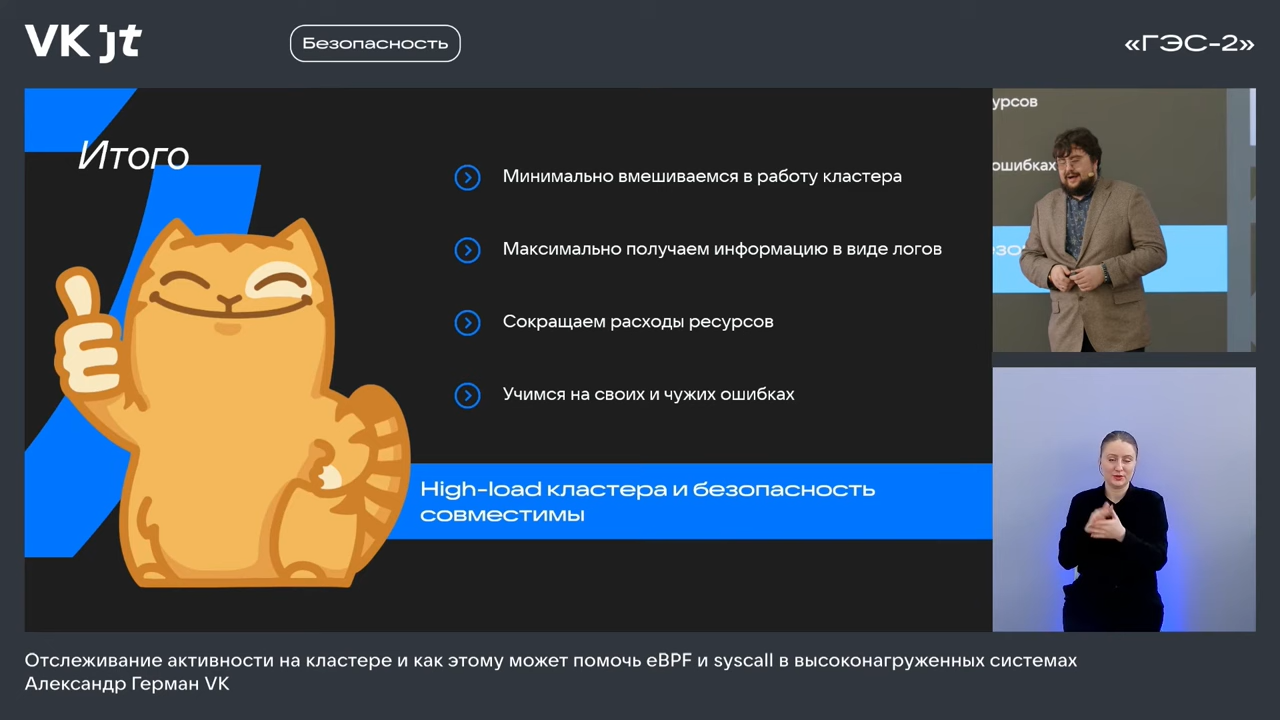 VK jt
Безопасность
«ГЭС-2»
Итого
Минимально вмешиваемся в работу кластера
Максимально получаем информацию в виде логов
Сокращаем расходы ресурсов
Учимся на своих и чужих ошибках
High-load кластера и безопасность
совместимы
урсов
ошибках
Отслеживание активности на кластере и как этому может помочь eBPF и syscall в высоконагруженных системах
Александр Герман VK